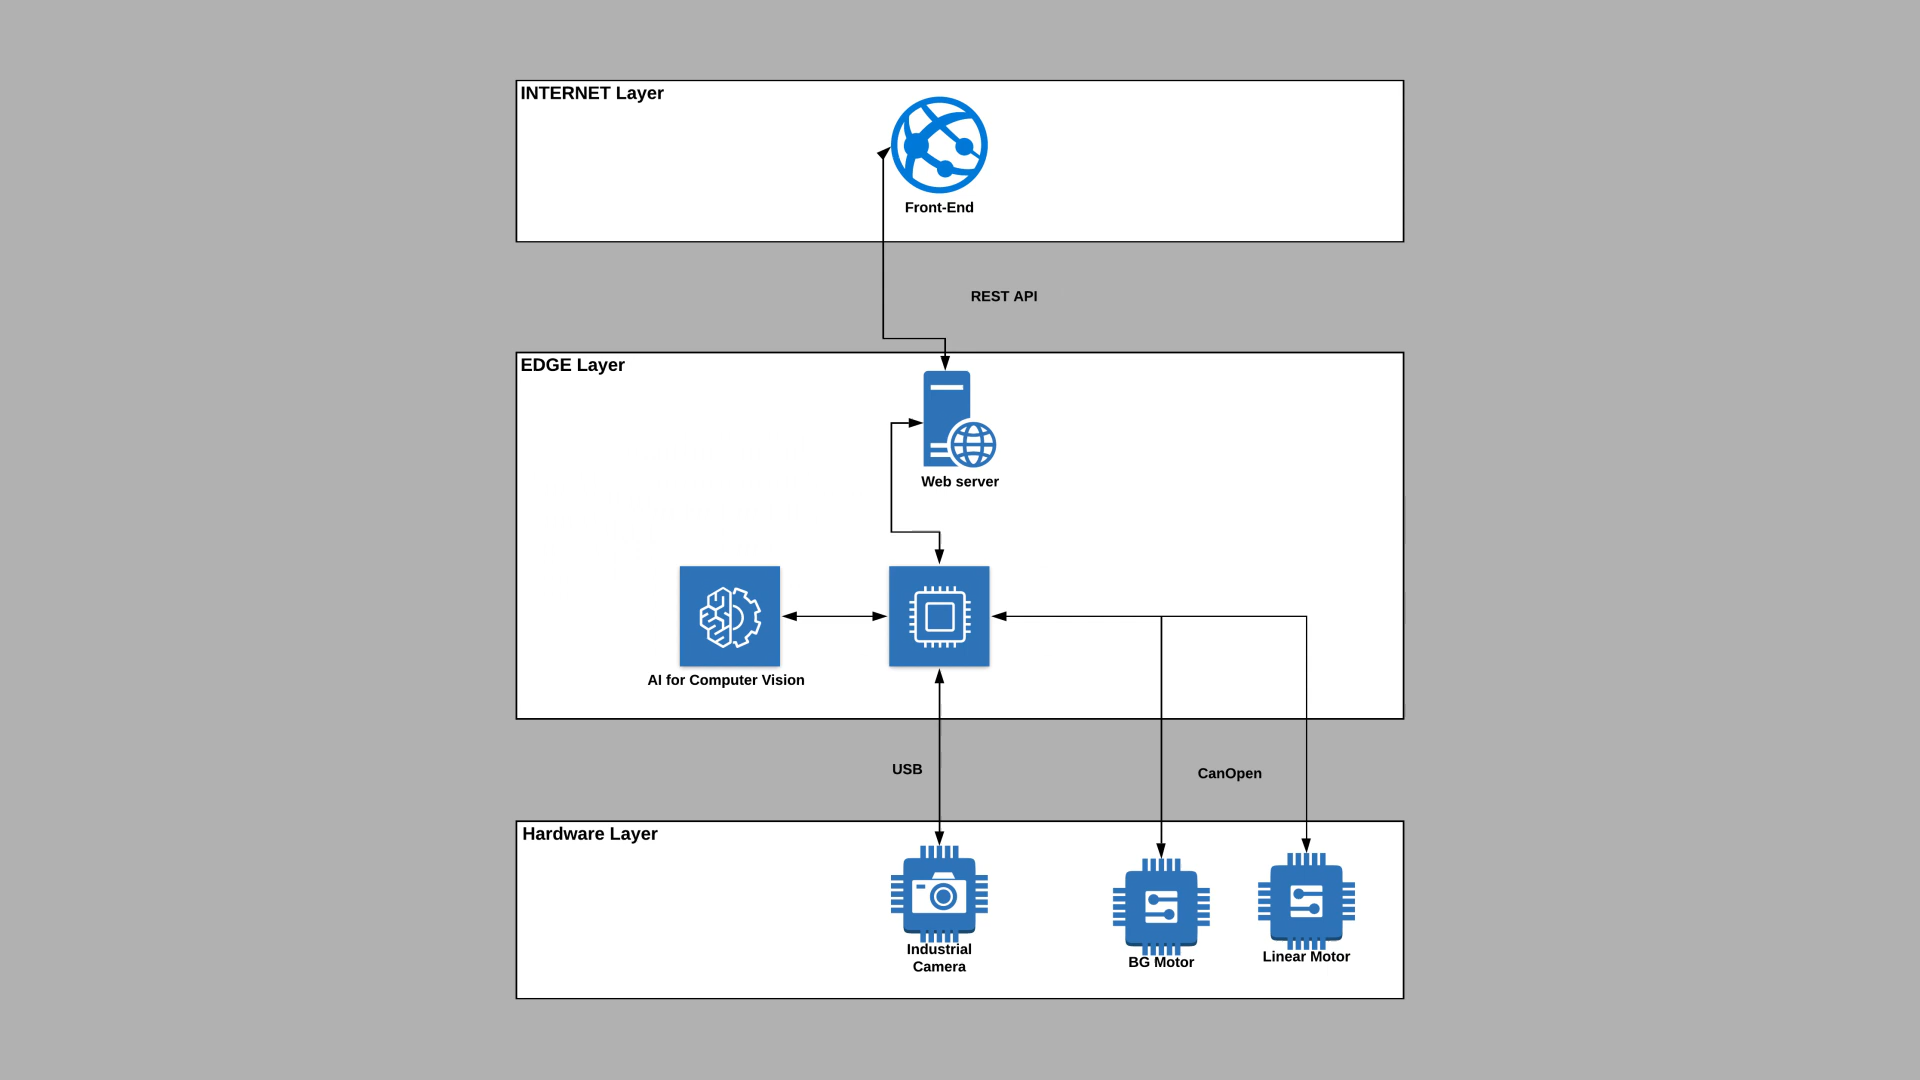 INTERNET Layer
Front-End
REST API
EDGE Layer
Web server
AI for Computer Vision
USB
CanOpen
Hardware Layer
Industrial
Camera
BG Motor
Linear Motor